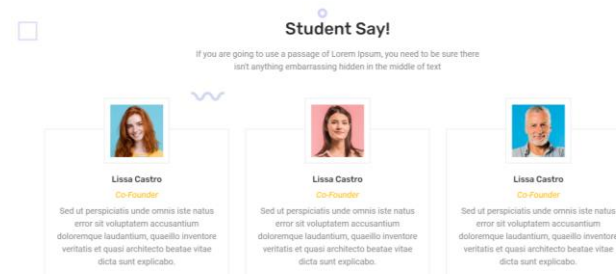 Student Say!
If you are going to use a passage of Lorem Ipsum, you need to be sure there
isn't anything embarrassing hidden in the middle of text
Lissa Castro
Co-Founder
Sed ut perspiciatis unde omnis iste natus
error sit voluptatem accusantium
doloremque laudantium, quaeillo inventore
veritatis et quasi architecto beatae vitae
dicta sunt explicabo.
Lissa Castro
Co-Founder
Sed ut perspiciatis unde omnis iste natus
error sit voluptatem accusantium
doloremque laudantium, quaeillo inventore
veritatis et quasi architecto beatae vitae
dicta sunt explicabo.
Lissa Castro
Co-Founder
Sed ut perspiciatis unde omnis iste natus
error sit voluptatem accusantium
doloremque laudantium, quaeillo inventore
veritatis et quasi architecto beatae vitae
dicta sunt explicabo.